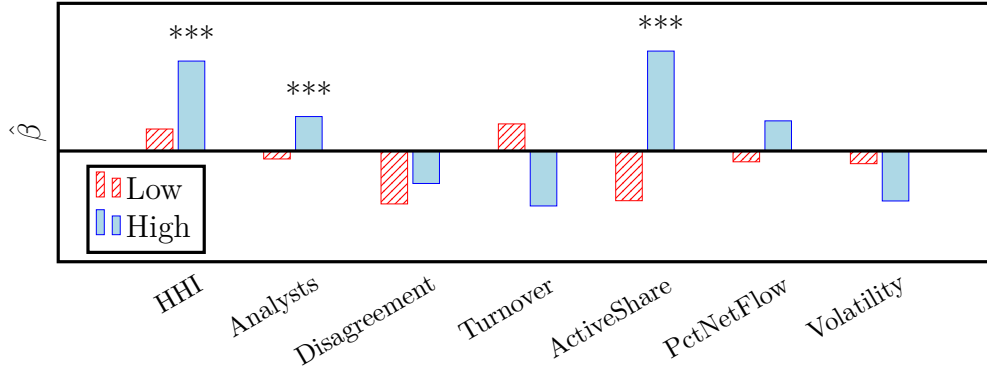 ***
***
***
β̂
Low
High
HHI
Analysts
Disagreement
Turnover
ActiveShare
PctNetFlow
Volatility